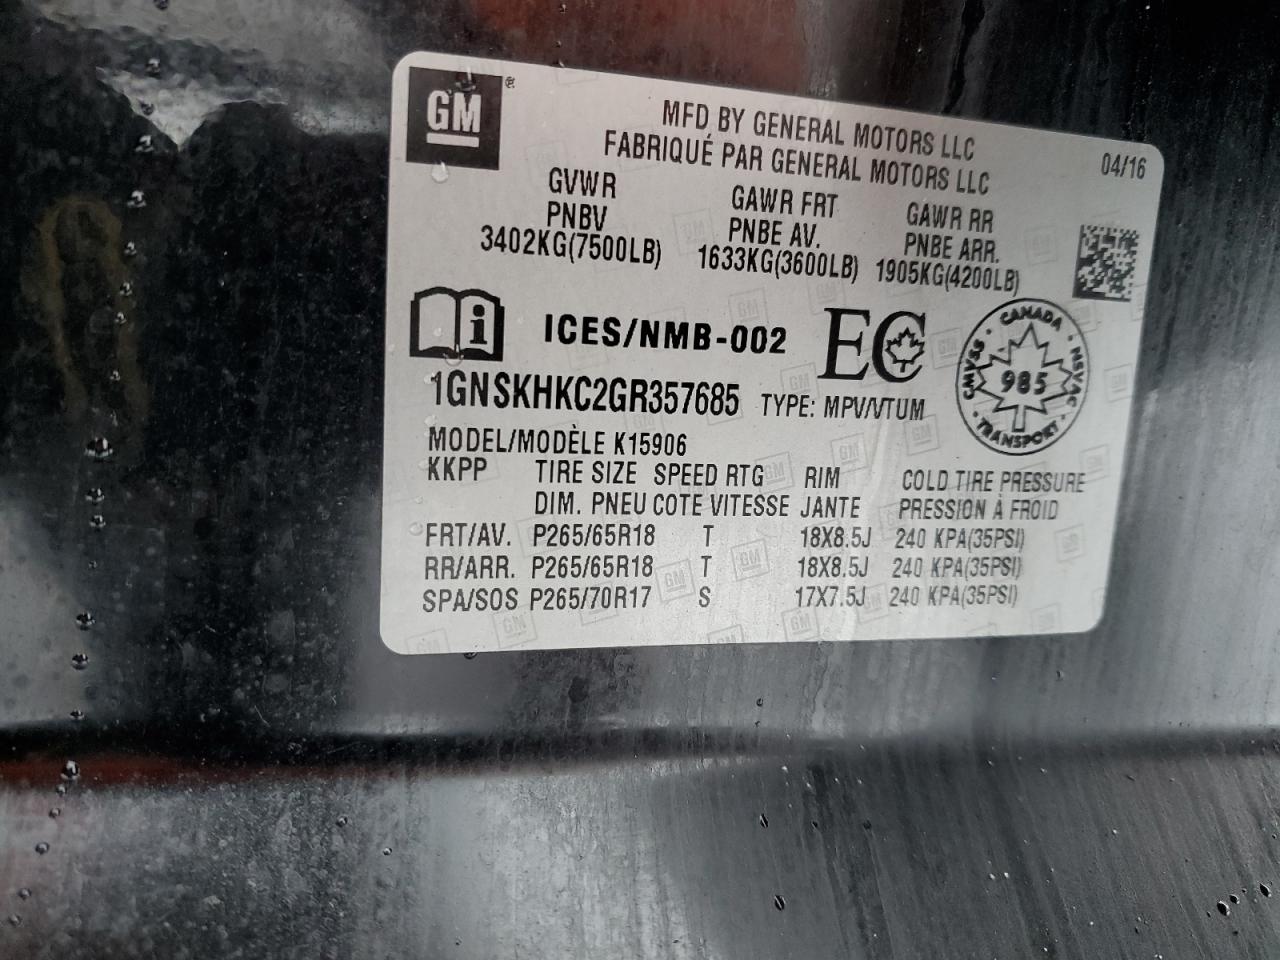 GM®
MFD BY GENERAL MOTORS LLC
FABRIQUÉ PAR GENERAL MOTORS LLC
04/16
GVWR GAWR FRT GAWR RR
PNBV PNBE AV. PNBE ARR.
3402KG(7500LB) 1633KG(3600LB) 1905KG(4200LB)
i ICES/NMB-002 EC
CANADA
CMVSS · NSVAC
985
TRANSPORT
1GNSKHKC2GR357685 TYPE: MPV/VTUM
MODEL/MODÈLE K15906
KKPP TIRE SIZE SPEED RTG RIM COLD TIRE PRESSURE
DIM. PNEU COTE VITESSE JANTE PRESSION À FROID
FRT/AV. P265/65R18 T 18X8.5J 240 KPA(35PSI)
RR/ARR. P265/65R18 T 18X8.5J 240 KPA(35PSI)
SPA/SOS P265/70R17 S 17X7.5J 240 KPA(35PSI)